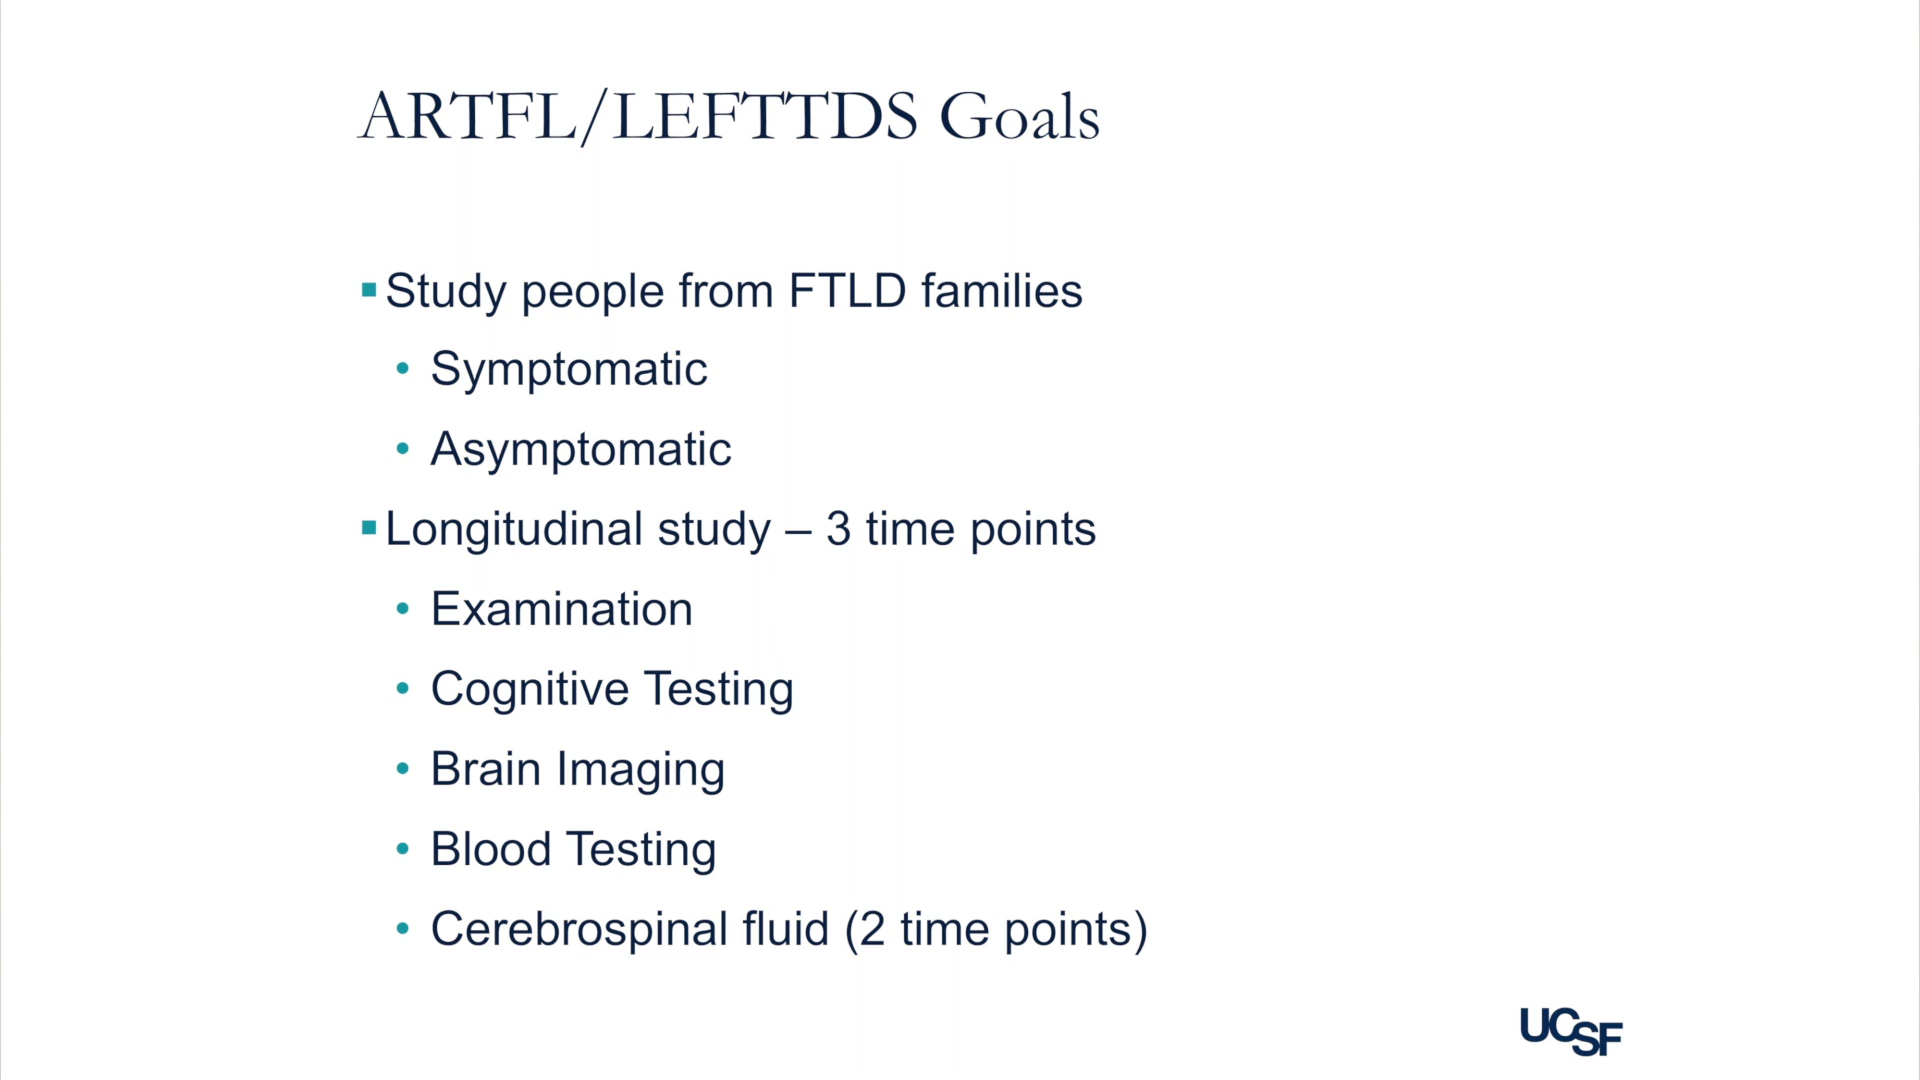 ARTFL/LEFTTDS Goals
▪Study people from FTLD families
• Symptomatic
• Asymptomatic
▪Longitudinal study – 3 time points
• Examination
• Cognitive Testing
• Brain Imaging
• Blood Testing
• Cerebrospinal fluid (2 time points)
UCSF